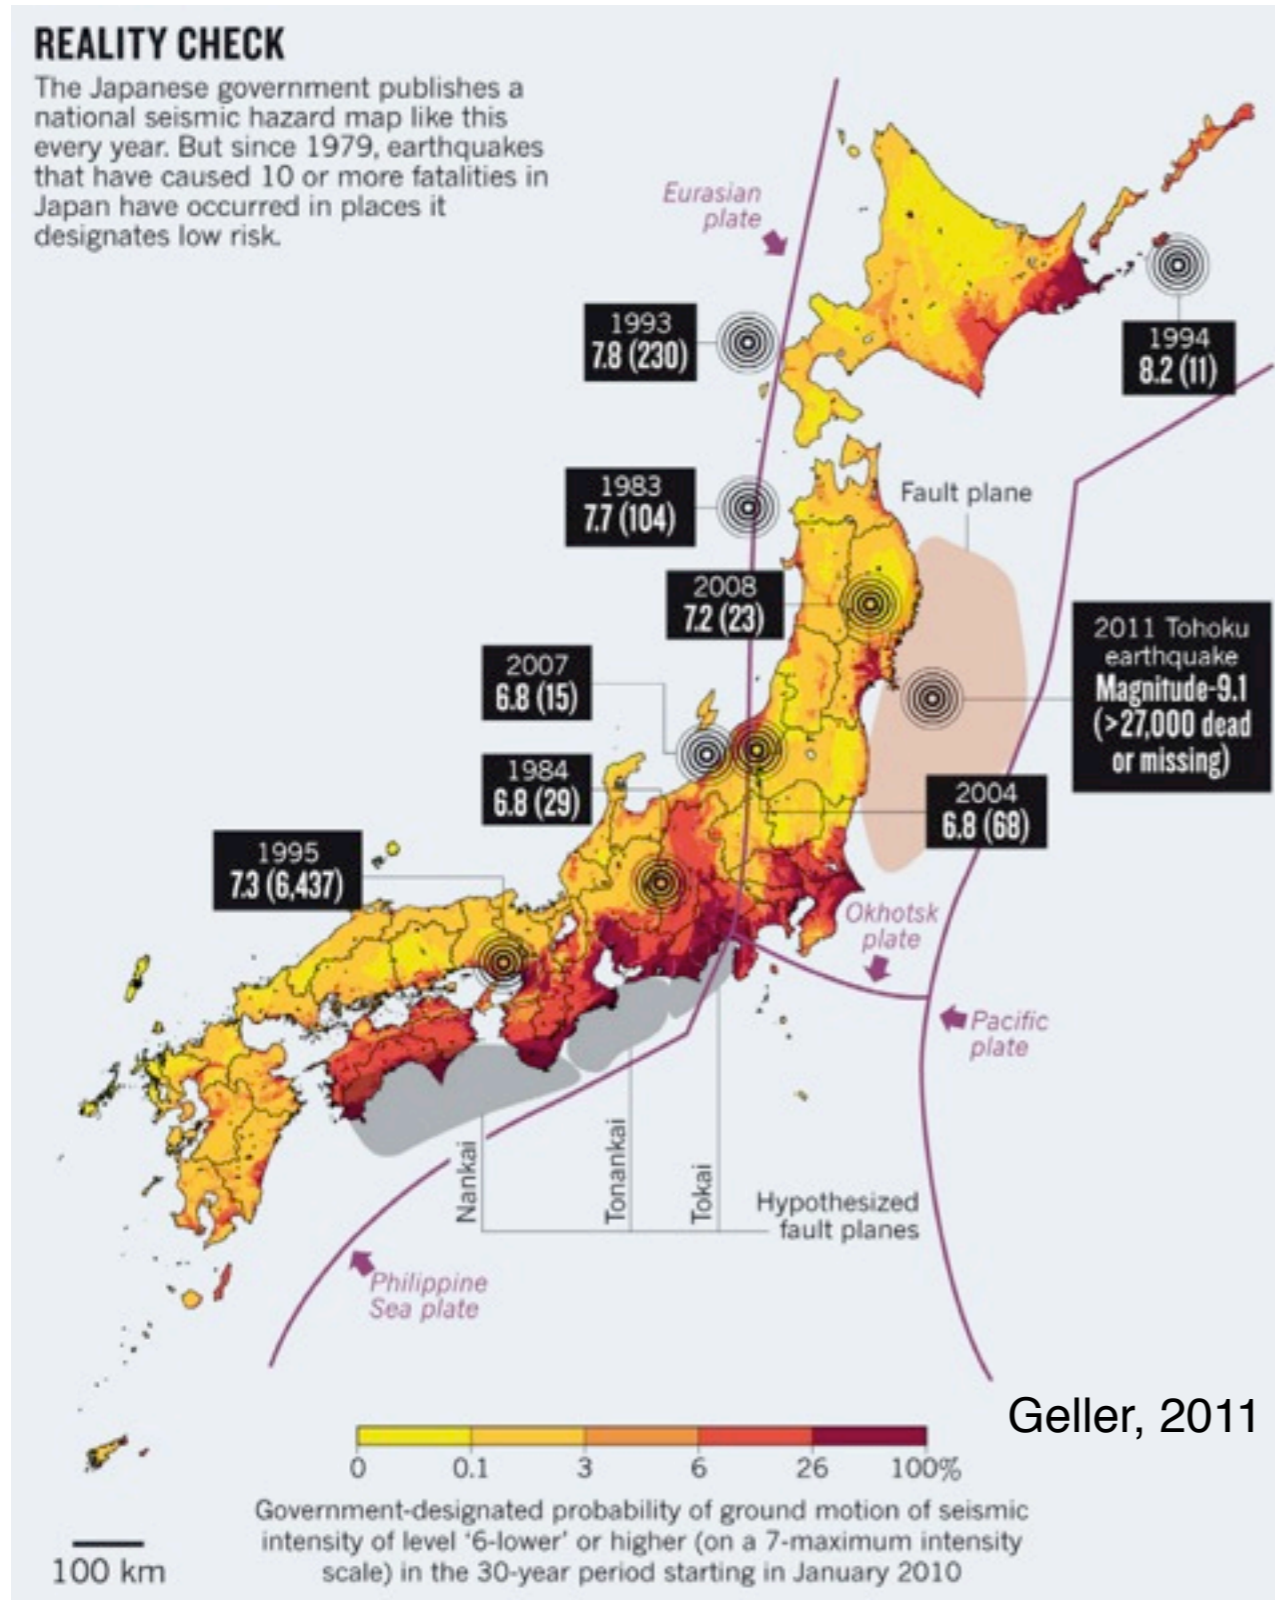 REALITY CHECK
The Japanese government publishes a
national seismic hazard map like this
every year. But since 1979, earthquakes
that have caused 10 or more fatalities in
Japan have occurred in places it
designates low risk.
Eurasian
plate
1993
7.8 (230)
1994
8.2 (11)
1983
7.7 (104)
Fault plane
2008
7.2 (23)
2011 Tohoku
earthquake
Magnitude-9.1
(>27,000 dead
or missing)
2007
6.8 (15)
1984
6.8 (29)
2004
6.8 (68)
1995
7.3 (6,437)
Okhotsk
plate
Pacific
plate
Nankai
Tonankai
Tokai
Hypothesized
fault planes
Philippine
Sea plate
Geller, 2011
0 0.1 3 6 26 100%
Government-designated probability of ground motion of seismic
intensity of level ‘6-lower’ or higher (on a 7-maximum intensity
scale) in the 30-year period starting in January 2010
100 km